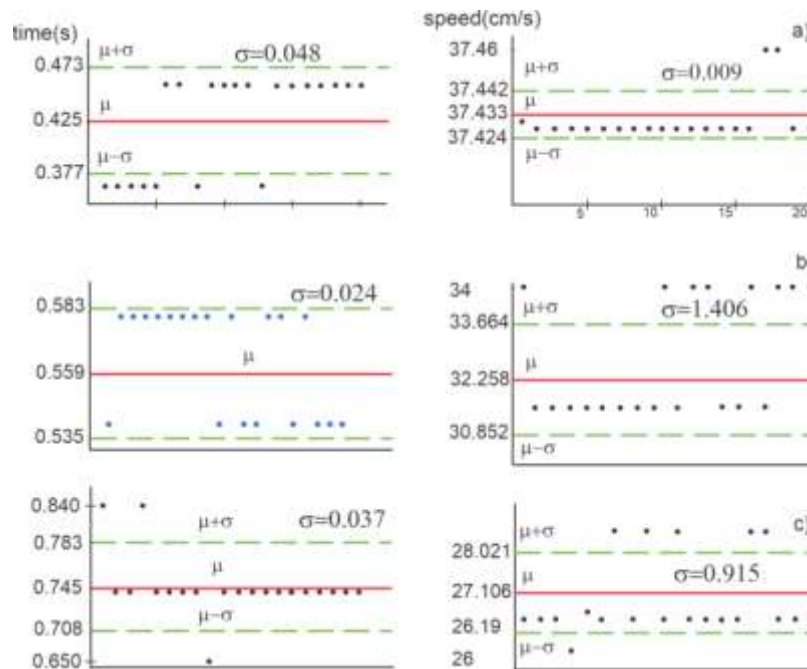 time(s)
0.473
μ+σ
σ=0.048
μ
0.425
μ−σ
0.377
speed(cm/s)
a)
37.46
μ+σ
σ=0.009
37.442
μ
37.433
37.424
μ−σ
5
10
15
20
0.583
σ=0.024
μ
0.559
0.535
b
34
μ+σ
σ=1.406
33.664
μ
32.258
30.852
μ−σ
0.840
μ+σ
σ=0.037
0.783
μ
0.745
μ−σ
0.708
0.650
μ+σ
c)
28.021
μ
σ=0.915
27.106
26.19
μ−σ
26